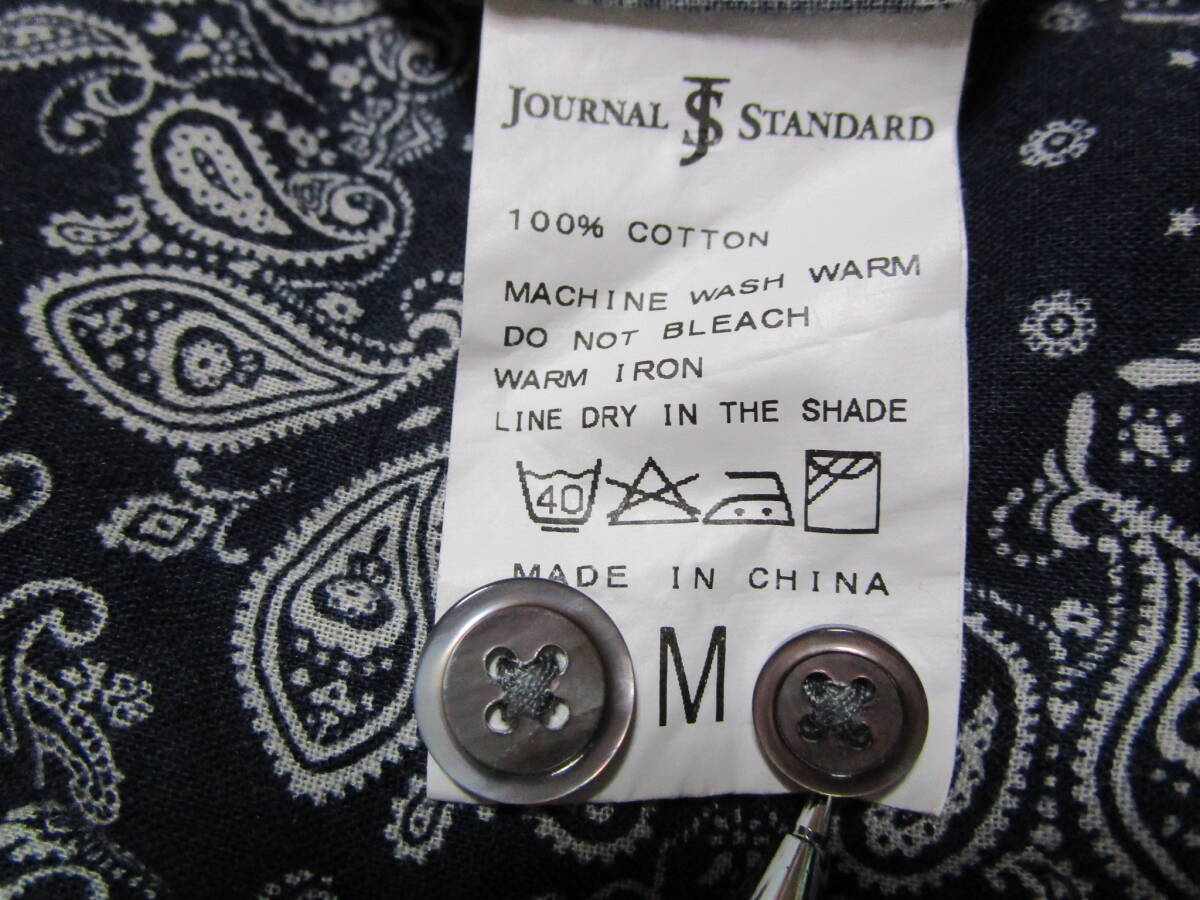 JOURNAL JS STANDARD
100% COTTON
MACHINE WASH WARM
DO NOT BLEACH
WARM IRON
LINE DRY IN THE SHADE
40
MADE IN CHINA
M